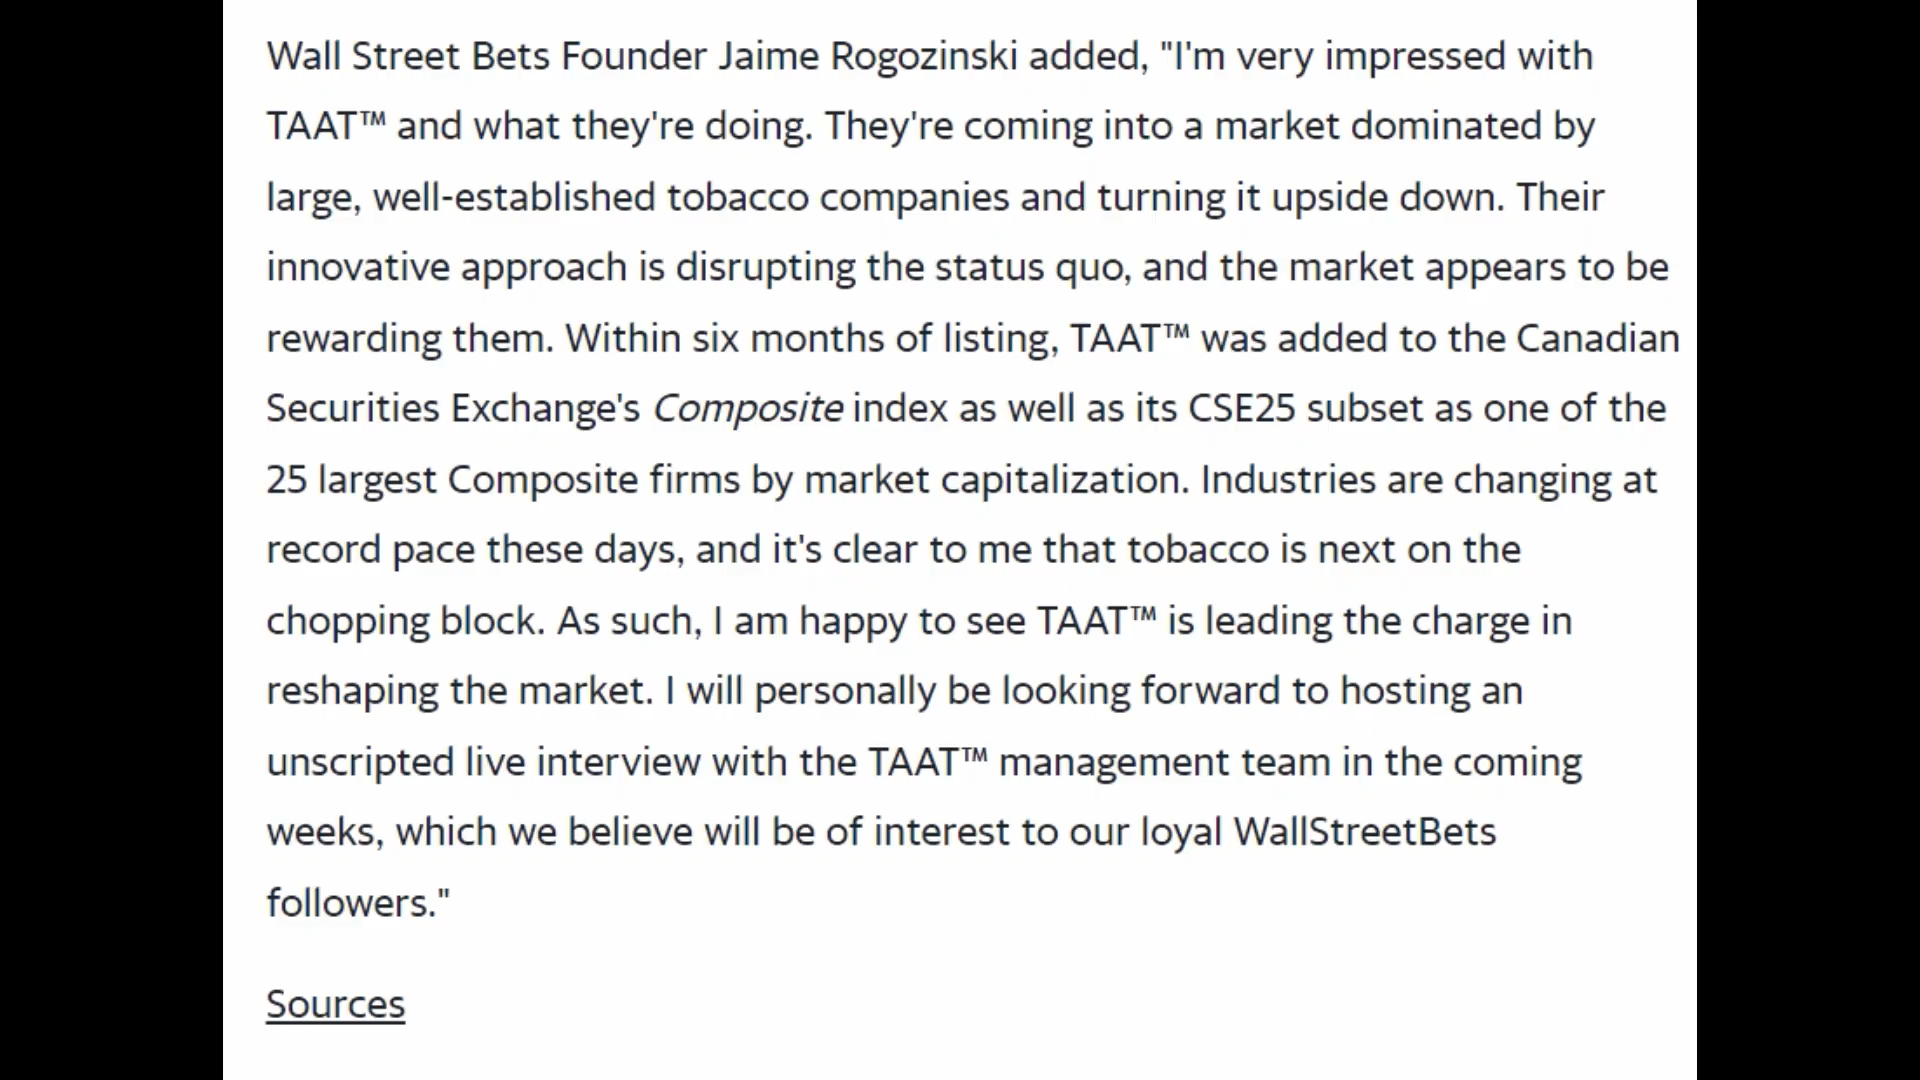 Wall Street Bets Founder Jaime Rogozinski added, "I'm very impressed with
TAAT™ and what they're doing. They're coming into a market dominated by
large, well-established tobacco companies and turning it upside down. Their
innovative approach is disrupting the status quo, and the market appears to be
rewarding them. Within six months of listing, TAAT™ was added to the Canadian
Securities Exchange's Composite index as well as its CSE25 subset as one of the
25 largest Composite firms by market capitalization. Industries are changing at
record pace these days, and it's clear to me that tobacco is next on the
chopping block. As such, I am happy to see TAAT™ is leading the charge in
reshaping the market. I will personally be looking forward to hosting an
unscripted live interview with the TAAT™ management team in the coming
weeks, which we believe will be of interest to our loyal WallStreetBets
followers."
Sources